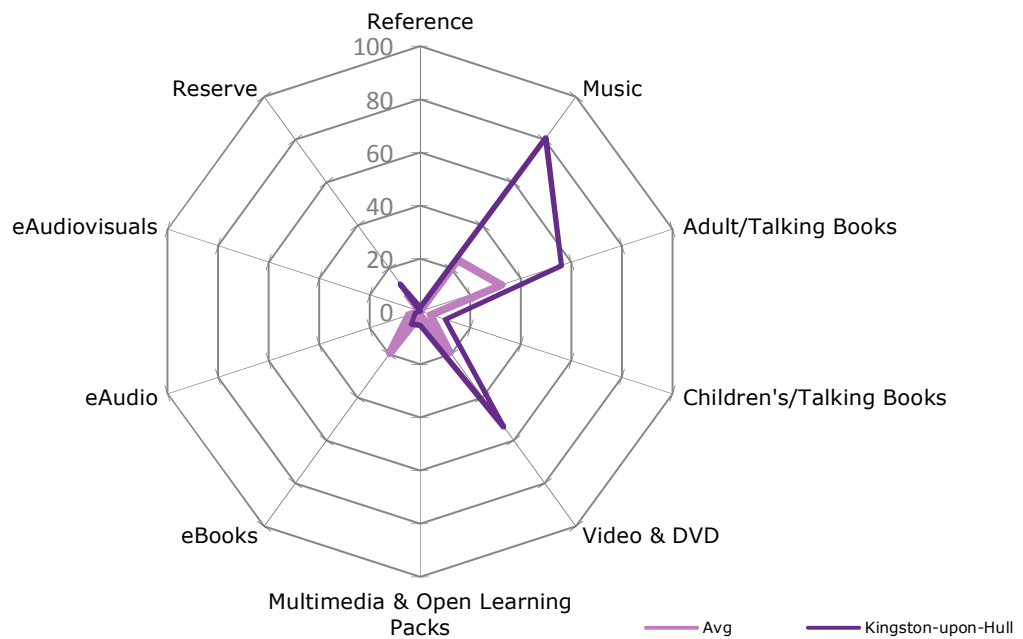 Reference
100
80
60
40
20
0
Music
Adult/Talking Books
Children's/Talking Books
Video & DVD
Multimedia & Open Learning
Packs
eBooks
eAudio
eAudiovisuals
Reserve
Avg
Kingston-upon-Hull